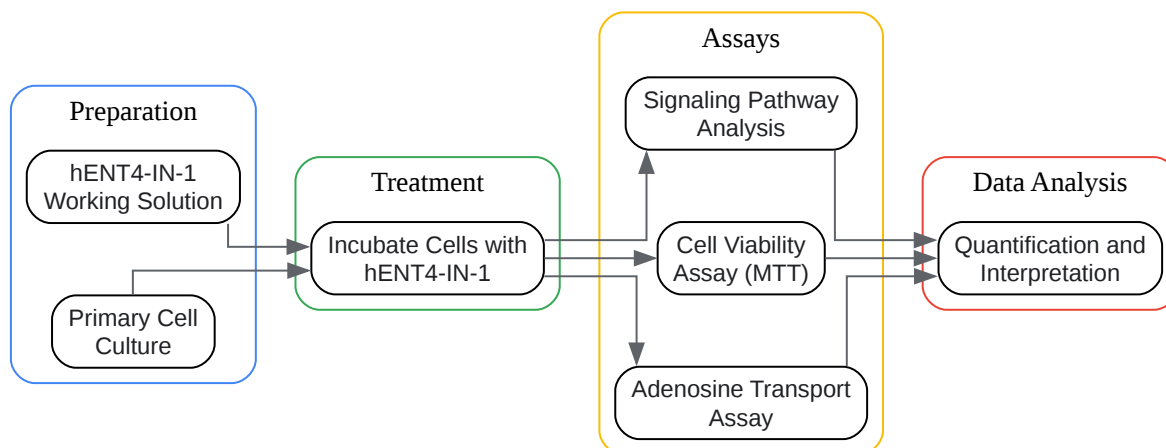 Preparation
hENT4-IN-1
Working Solution
Primary Cell
Culture
Treatment
Incubate Cells with
hENT4-IN-1
Assays
Signaling Pathway
Analysis
Cell Viability
Assay (MTT)
Adenosine Transport
Assay
Data Analysis
Quantification and
Interpretation